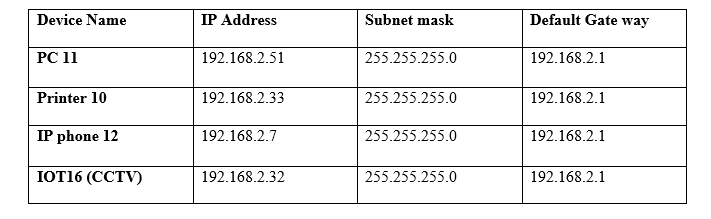 Device Name IP Address Subnet mask Default Gate way
PC 11 192.168.2.51 255.255.255.0 192.168.2.1
Printer 10 192.168.2.33 255.255.255.0 192.168.2.1
IP phone 12 192.168.2.7 255.255.255.0 192.168.2.1
IOT16 (CCTV) 192.168.2.32 255.255.255.0 192.168.2.1